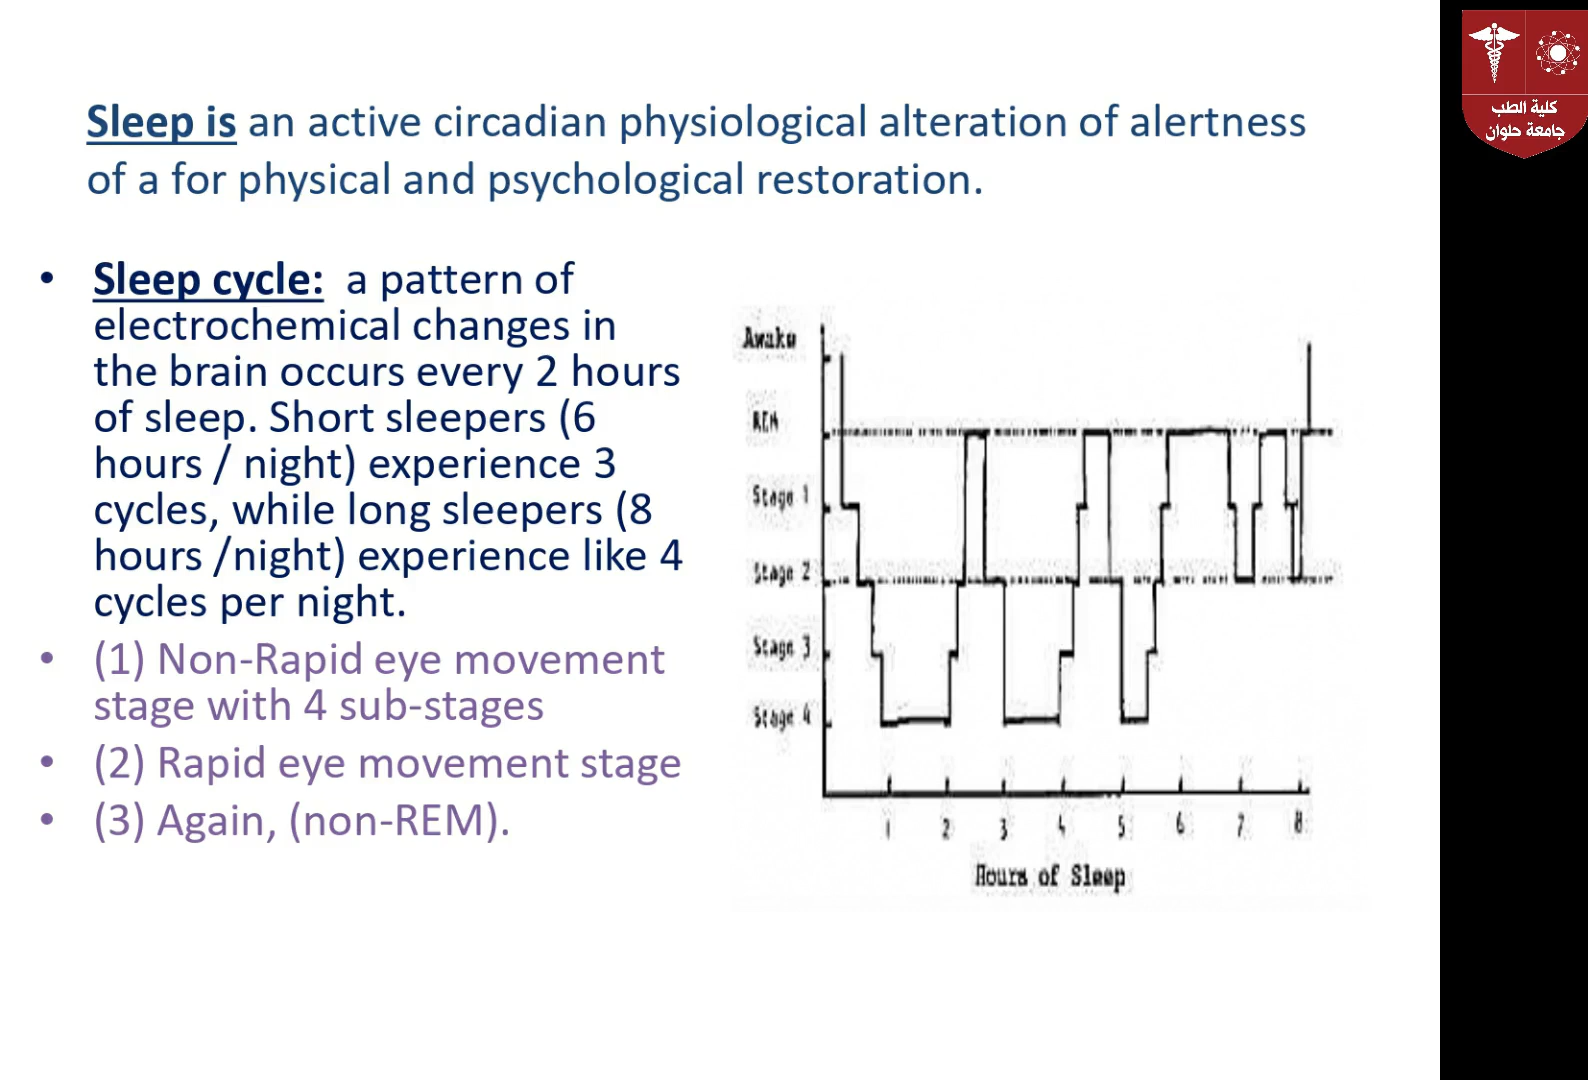 كلية الطب
جامعة حلوان
Sleep is an active circadian physiological alteration of alertness
of a for physical and psychological restoration.
• Sleep cycle: a pattern of
electrochemical changes in
the brain occurs every 2 hours
of sleep. Short sleepers (6
hours / night) experience 3
cycles, while long sleepers (8
hours /night) experience like 4
cycles per night.
• (1) Non-Rapid eye movement
stage with 4 sub-stages
• (2) Rapid eye movement stage
• (3) Again, (non-REM).
Awake
REM
Stage 1
Stage 2
Stage 3
Stage 4
1 2 3 4 5 6 7 8
Hours of Sleep